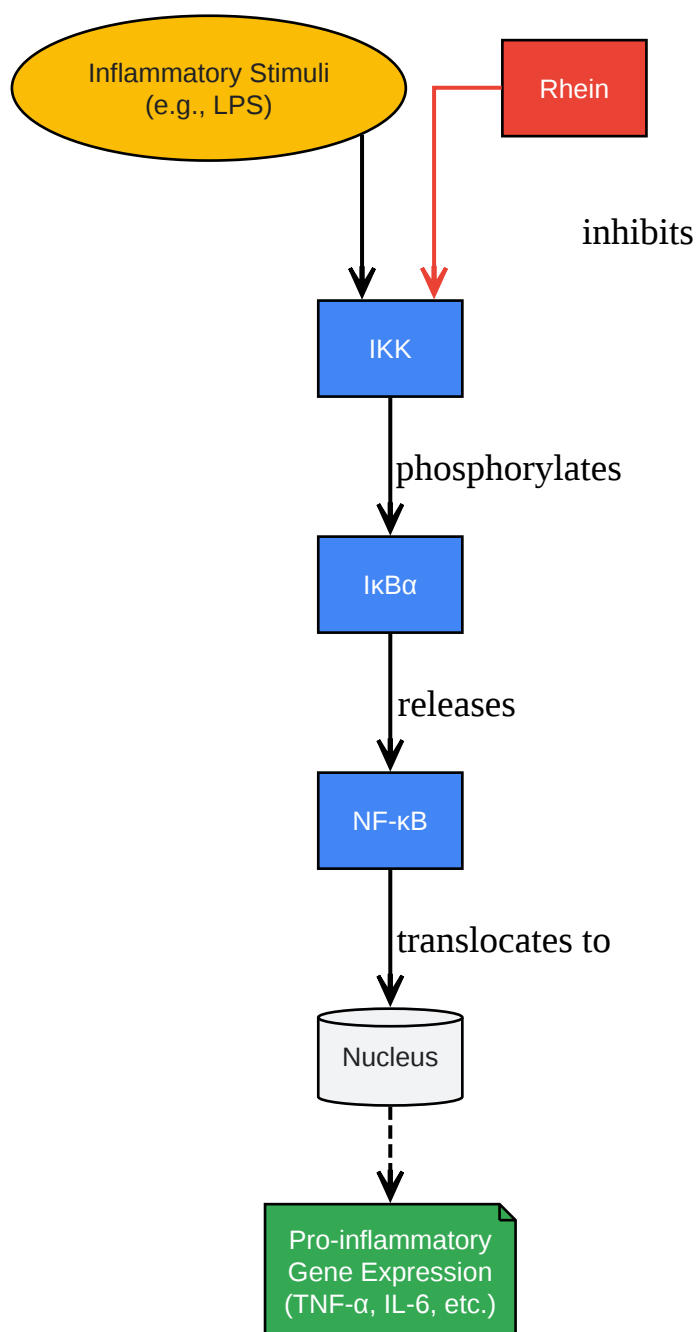 Inflammatory Stimuli
(e.g., LPS)
Rhein
inhibits
IKK
phosphorylates
IκBα
releases
NF-κB
translocates to
Nucleus
Pro-inflammatory
Gene Expression
(TNF-α, IL-6, etc.)